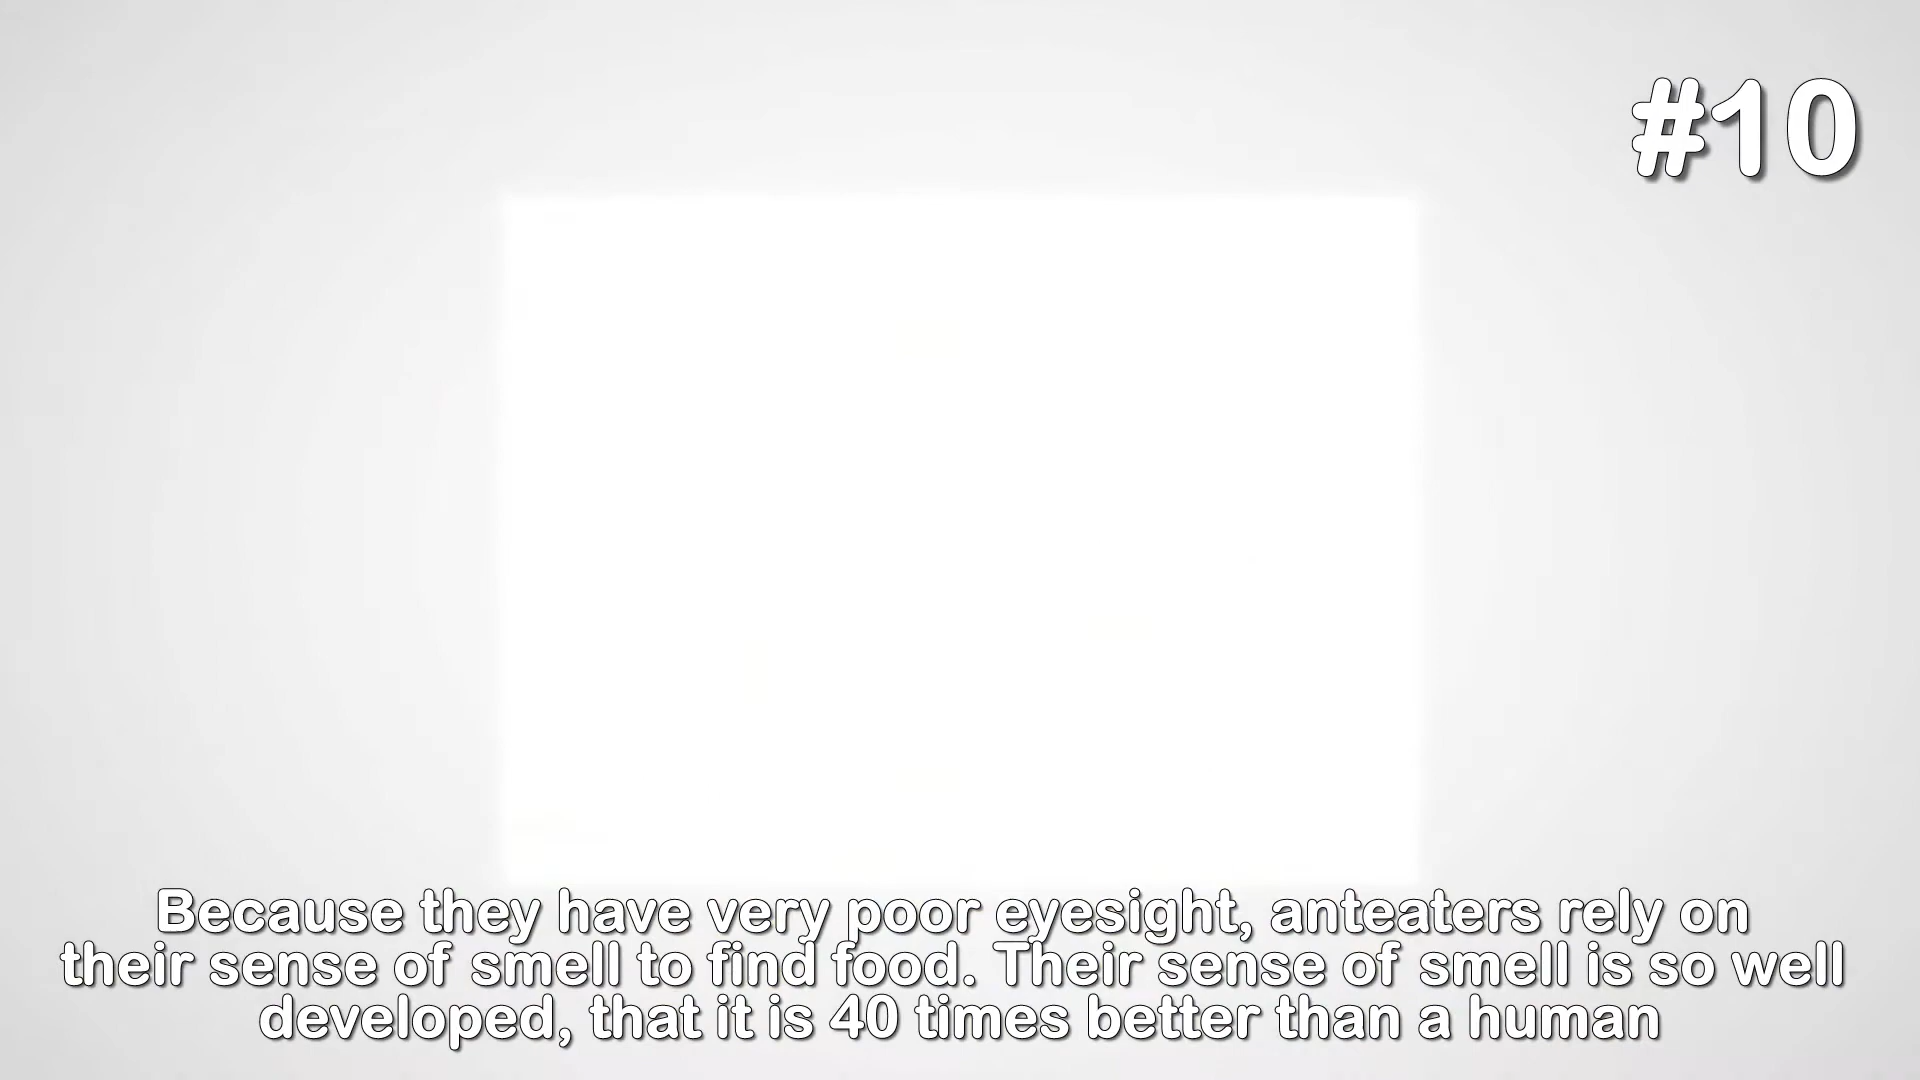 #10
Because they have very poor eyesight, anteaters rely on
their sense of smell to find food. Their sense of smell is so well
developed, that it is 40 times better than a human